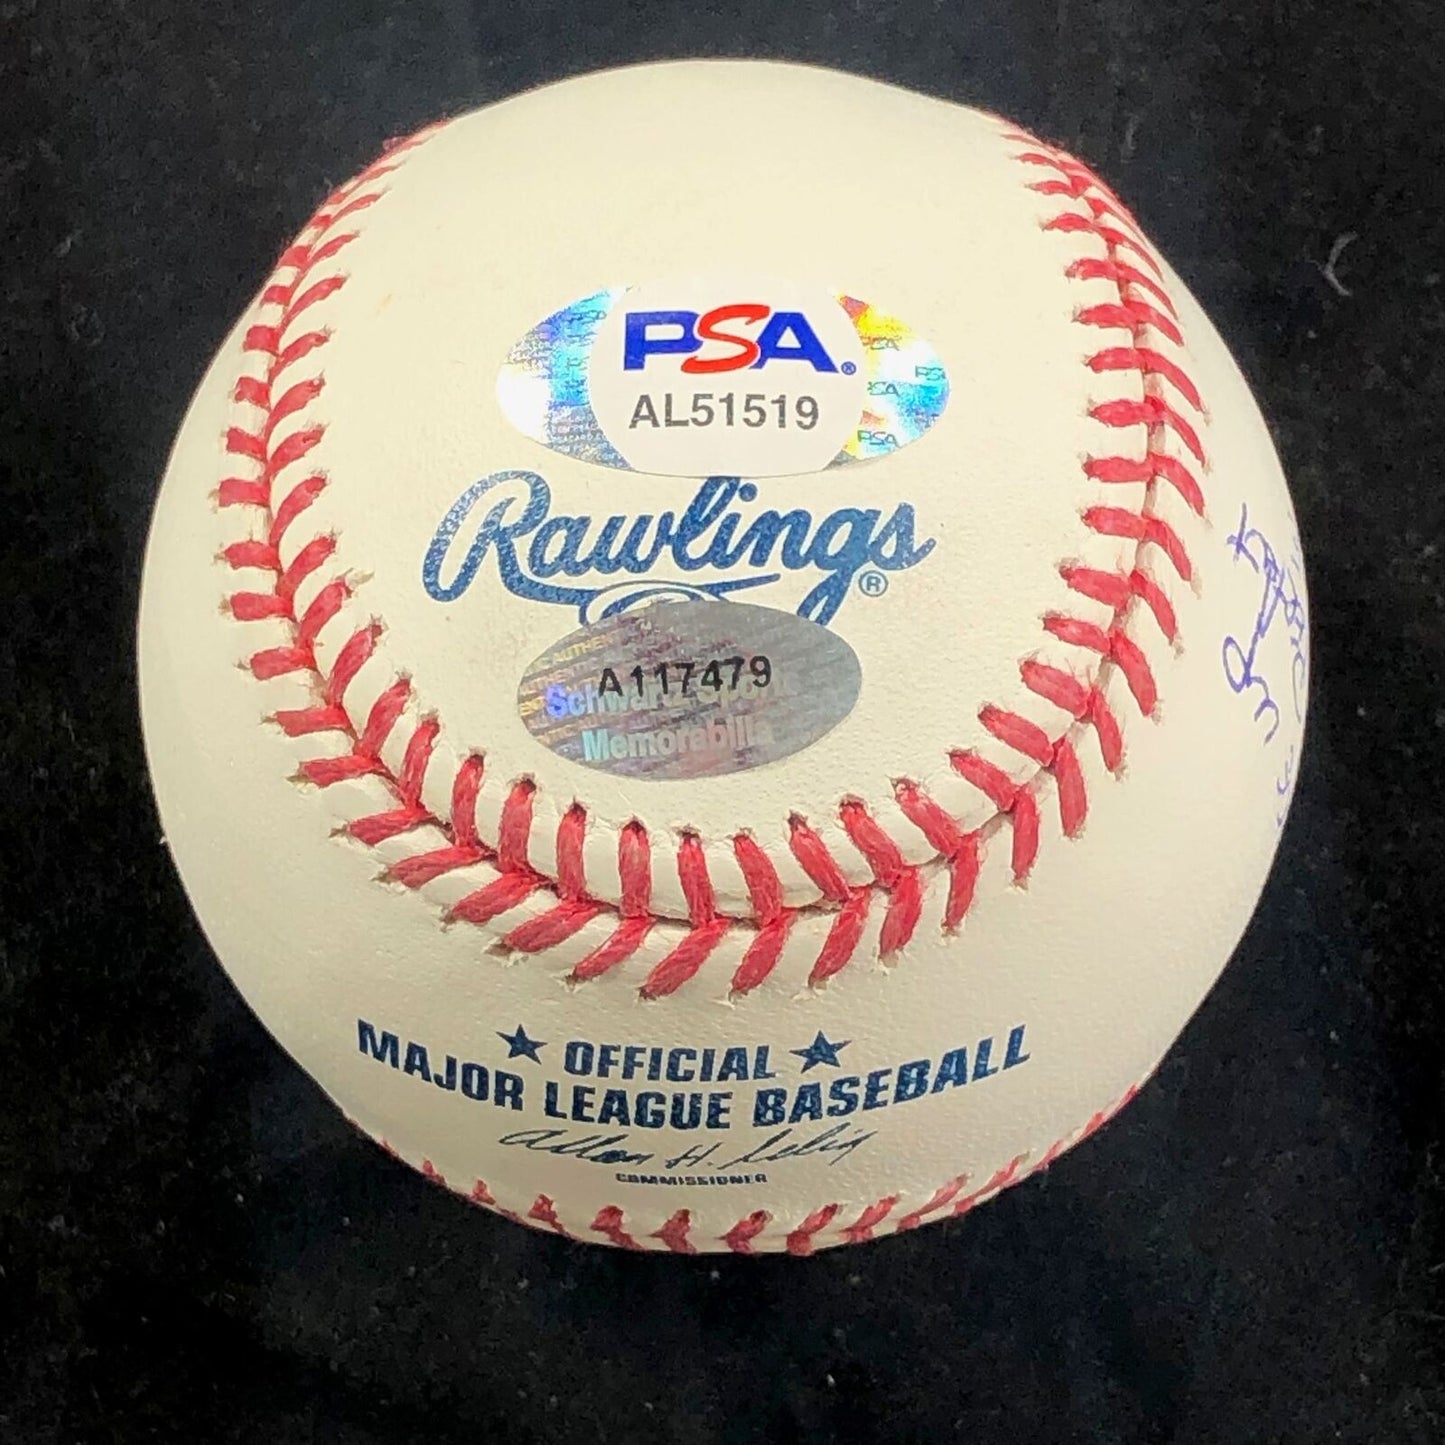 PSA®
AL51519
Rawlings®
A117479
Schwartz Sports
Memorabilia
★ OFFICIAL ★
MAJOR LEAGUE BASEBALL
Allan H. Selig
COMMISSIONER